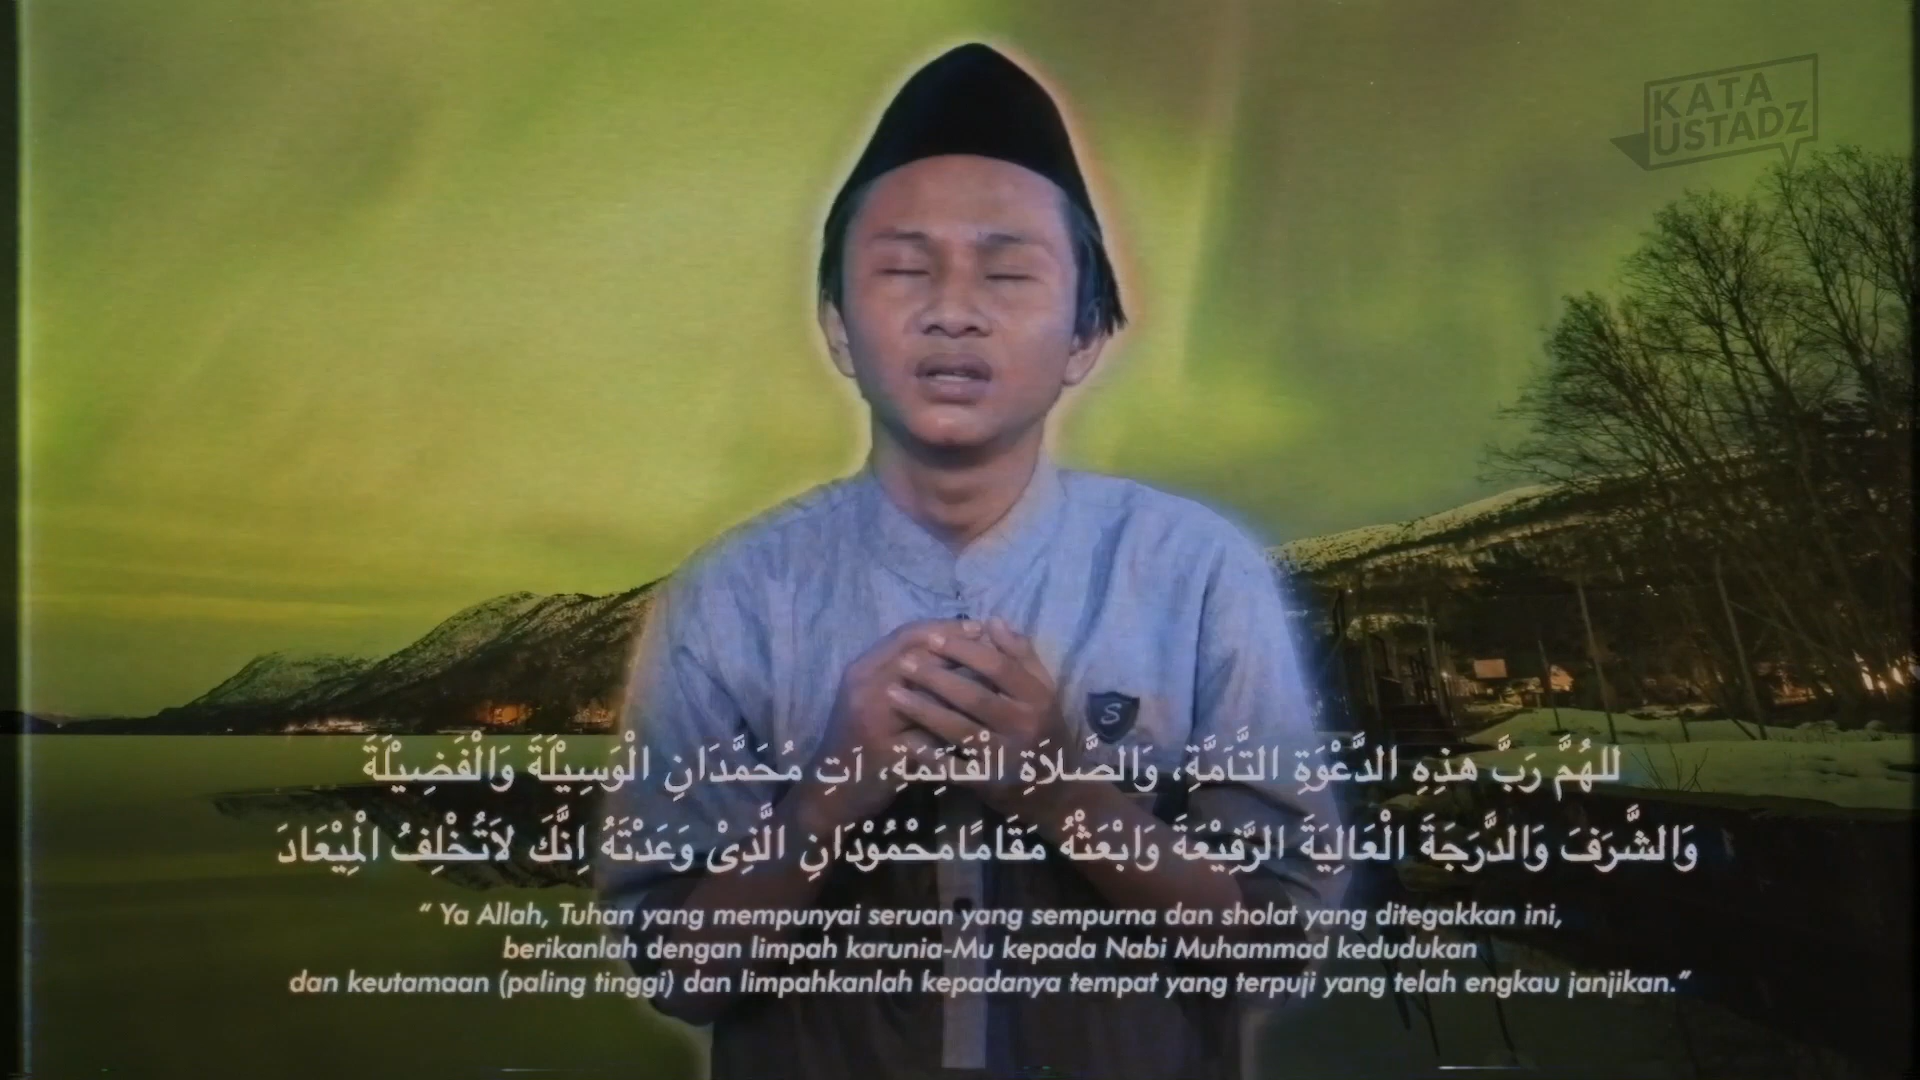 KATA
USTADZ
S
للهُمَّ رَبَّ هذِهِ الدَّعْوَةِ التَّآمَّةِ، وَالصَّلاَةِ الْقَآئِمَةِ، آتِ مُحَمَّدَانِ الْوَسِيْلَةَ وَالْفَضِيْلَةَ
وَالشَّرَفَ وَالدَّرَجَةَ الْعَالِيَةَ الرَّفِيْعَةَ وَابْعَثْهُ مَقَامًامَحْمُوْدَانِ الَّذِىْ وَعَدْتَهُ اِنَّكَ لاَتُخْلِفُ الْمِيْعَادَ
“ Ya Allah, Tuhan yang mempunyai seruan yang sempurna dan sholat yang ditegakkan ini,
berikanlah dengan limpah karunia-Mu kepada Nabi Muhammad kedudukan
dan keutamaan (paling tinggi) dan limpahkanlah kepadanya tempat yang terpuji yang telah engkau janjikan.”